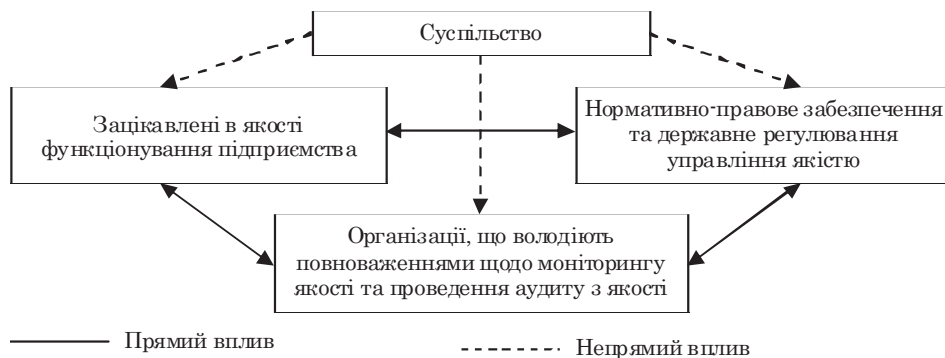 Суспільство
Зацікавлені в якості
функціонування підприємства
Нормативно-правове забезпечення
та державне регулювання
управління якістю
Організації, що володіють
повноваженнями щодо моніторингу
якості та проведення аудиту з якості
Прямий вплив
Непрямий вплив